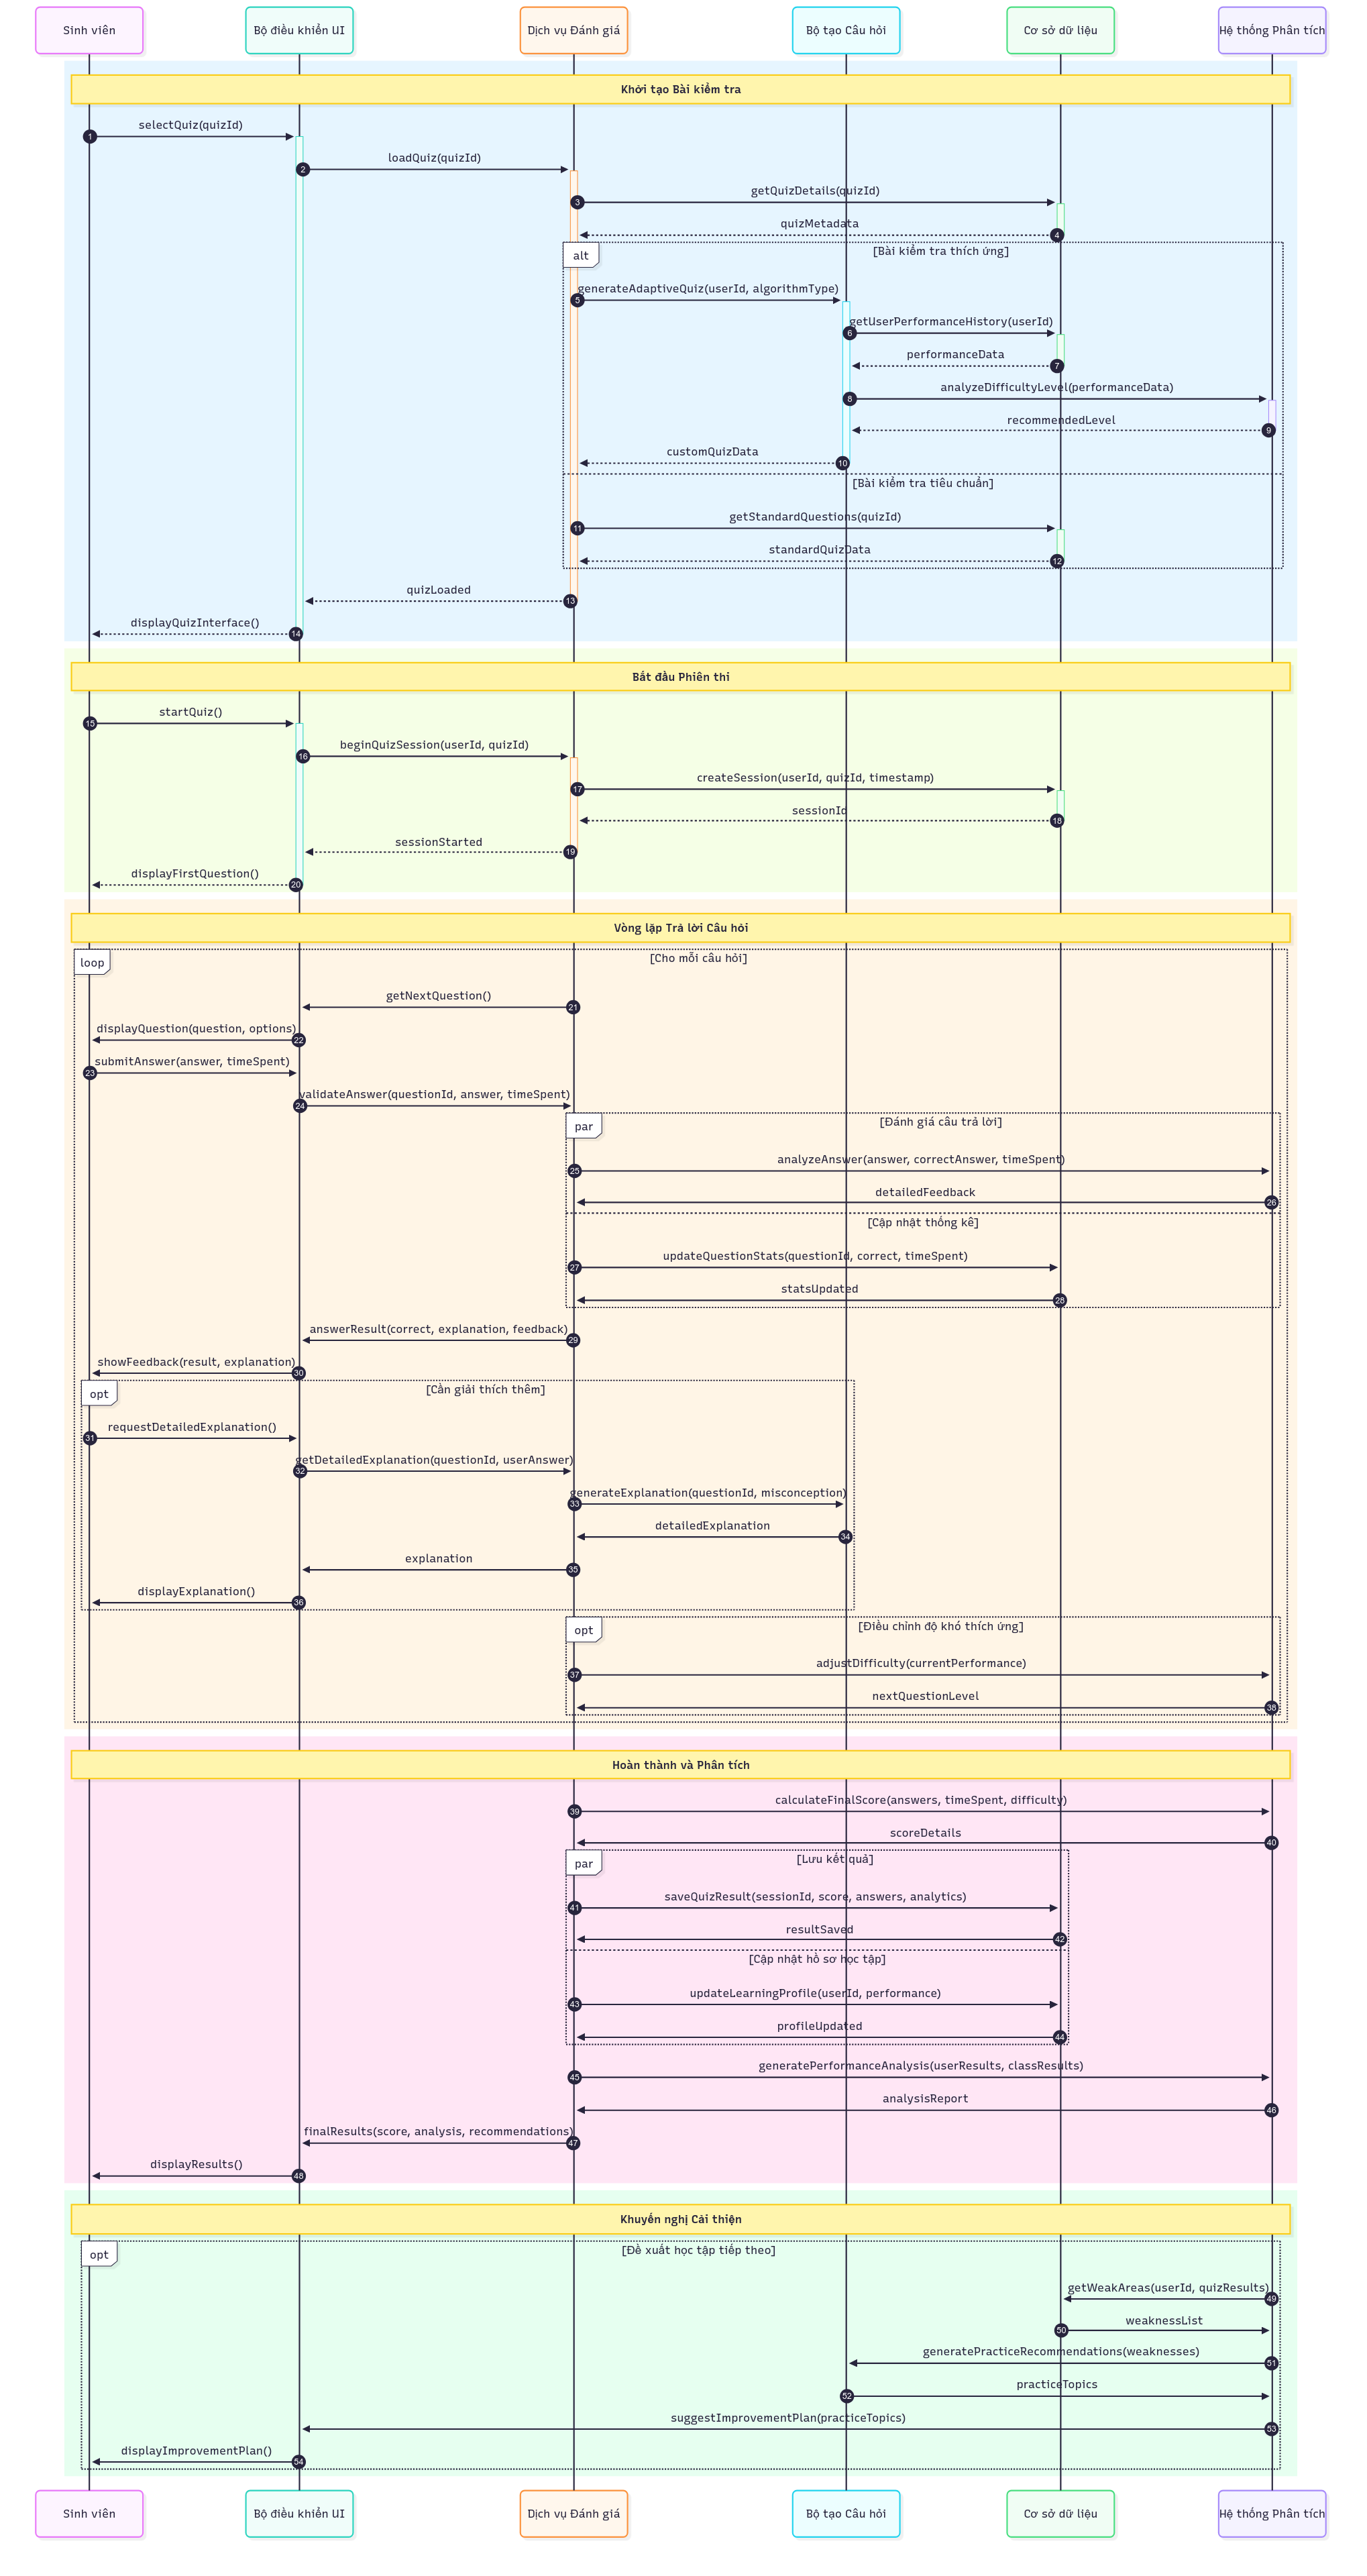 Sinh viên
Bộ điều khiển UI
Dịch vụ Đánh giá
Bộ tạo Câu hỏi
Cơ sở dữ liệu
Hệ thống Phân tích
Khởi tạo Bài kiểm tra
1
selectQuiz(quizId)
2
loadQuiz(quizId)
3
getQuizDetails(quizId)
quizMetadata
4
alt
[Bài kiểm tra thích ứng]
5
generateAdaptiveQuiz(userId, algorithmType)
6
getUserPerformanceHistory(userId)
performanceData
7
8
analyzeDifficultyLevel(performanceData)
recommendedLevel
9
customQuizData
10
[Bài kiểm tra tiêu chuẩn]
11
getStandardQuestions(quizId)
standardQuizData
12
quizLoaded
13
displayQuizInterface()
14
Bắt đầu Phiên thi
15
startQuiz()
16
beginQuizSession(userId, quizId)
17
createSession(userId, quizId, timestamp)
sessionId
18
sessionStarted
19
displayFirstQuestion()
20
Vòng lặp Trả lời Câu hỏi
loop
[Cho mỗi câu hỏi]
getNextQuestion()
21
displayQuestion(question, options)
22
23
submitAnswer(answer, timeSpent)
24
validateAnswer(questionId, answer, timeSpent)
par
[Đánh giá câu trả lời]
25
analyzeAnswer(answer, correctAnswer, timeSpent)
detailedFeedback
26
[Cập nhật thống kê]
27
updateQuestionStats(questionId, correct, timeSpent)
statsUpdated
28
answerResult(correct, explanation, feedback)
29
showFeedback(result, explanation)
30
opt
[Cần giải thích thêm]
31
requestDetailedExplanation()
32
getDetailedExplanation(questionId, userAnswer)
33
generateExplanation(questionId, misconception)
detailedExplanation
34
explanation
35
displayExplanation()
36
opt
[Điều chỉnh độ khó thích ứng]
37
adjustDifficulty(currentPerformance)
nextQuestionLevel
38
Hoàn thành và Phân tích
39
calculateFinalScore(answers, timeSpent, difficulty)
scoreDetails
40
par
[Lưu kết quả]
41
saveQuizResult(sessionId, score, answers, analytics)
resultSaved
42
[Cập nhật hồ sơ học tập]
43
updateLearningProfile(userId, performance)
profileUpdated
44
45
generatePerformanceAnalysis(userResults, classResults)
analysisReport
46
finalResults(score, analysis, recommendations)
47
displayResults()
48
Khuyến nghị Cải thiện
opt
[Đề xuất học tập tiếp theo]
getWeakAreas(userId, quizResults)
49
50
weaknessList
generatePracticeRecommendations(weaknesses)
51
52
practiceTopics
suggestImprovementPlan(practiceTopics)
53
displayImprovementPlan()
54
Sinh viên
Bộ điều khiển UI
Dịch vụ Đánh giá
Bộ tạo Câu hỏi
Cơ sở dữ liệu
Hệ thống Phân tích